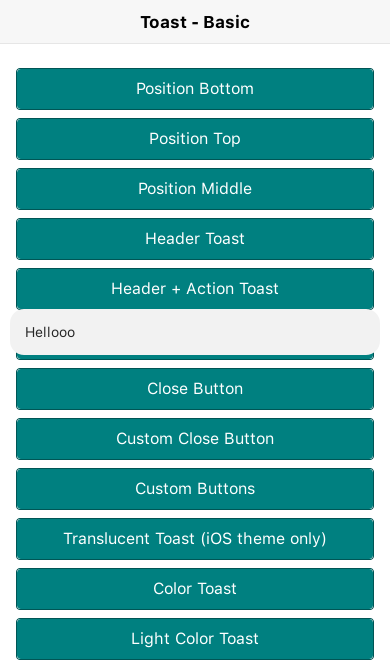 Toast - Basic
Position Bottom
Position Top
Position Middle
Header Toast
Header + Action Toast
Hellooo
Close Button
Custom Close Button
Custom Buttons
Translucent Toast (iOS theme only)
Color Toast
Light Color Toast